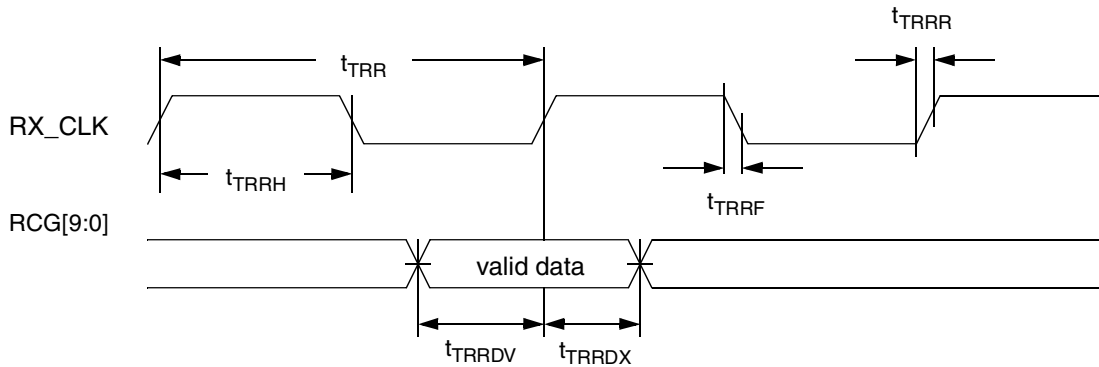 tTRRR
tTRR
RX_CLK
tTRRH
tTRRF
RCG[9:0]
valid data
tTRRDV tTRRDX